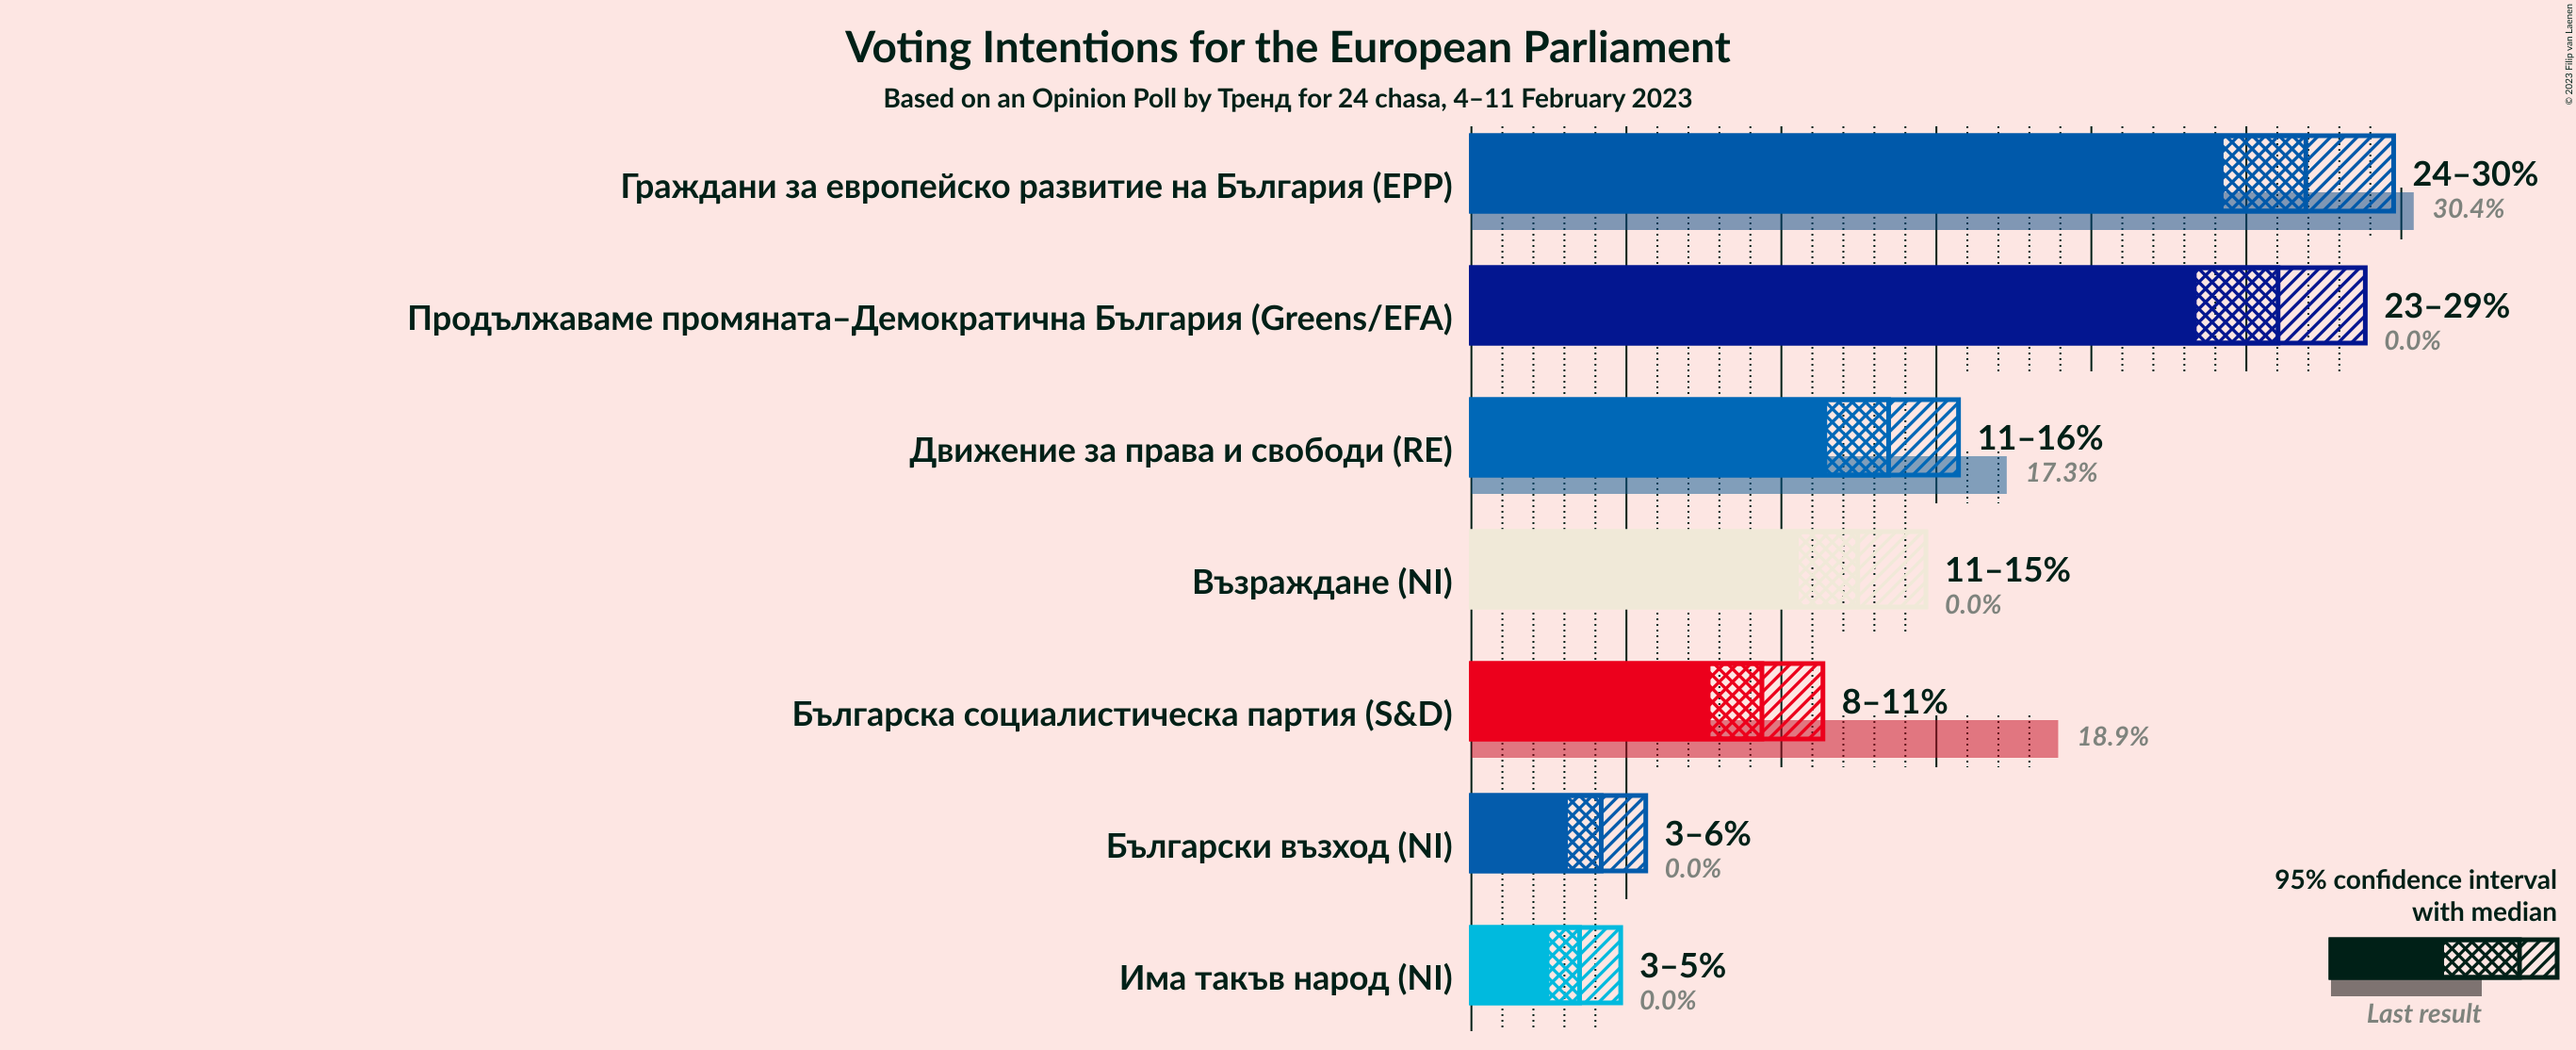 Voting Intentions for the European Parliament
Based on an Opinion Poll by Тренд for 24 chasa, 4–11 February 2023
© 2023 Filip van Laenen
Граждани за европейско развитие на България (EPP)
24–30%
30.4%
Продължаваме промяната–Демократична България (Greens/EFA)
23–29%
0.0%
Движение за права и свободи (RE)
11–16%
17.3%
Възраждане (NI)
11–15%
0.0%
Българска социалистическа партия (S&D)
8–11%
18.9%
Български възход (NI)
3–6%
0.0%
Има такъв народ (NI)
3–5%
0.0%
95% confidence interval
with median
Last result